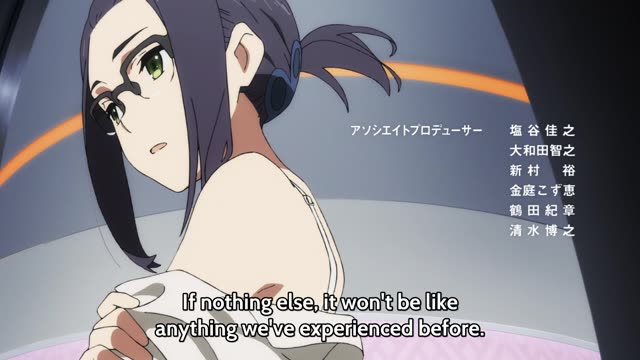 アソシエイトプロデューサー 塩谷佳之
大和田智之
新村 裕
金庭こず恵
鶴田紀章
清水博之
If nothing else, it won't be like
anything we've experienced before.